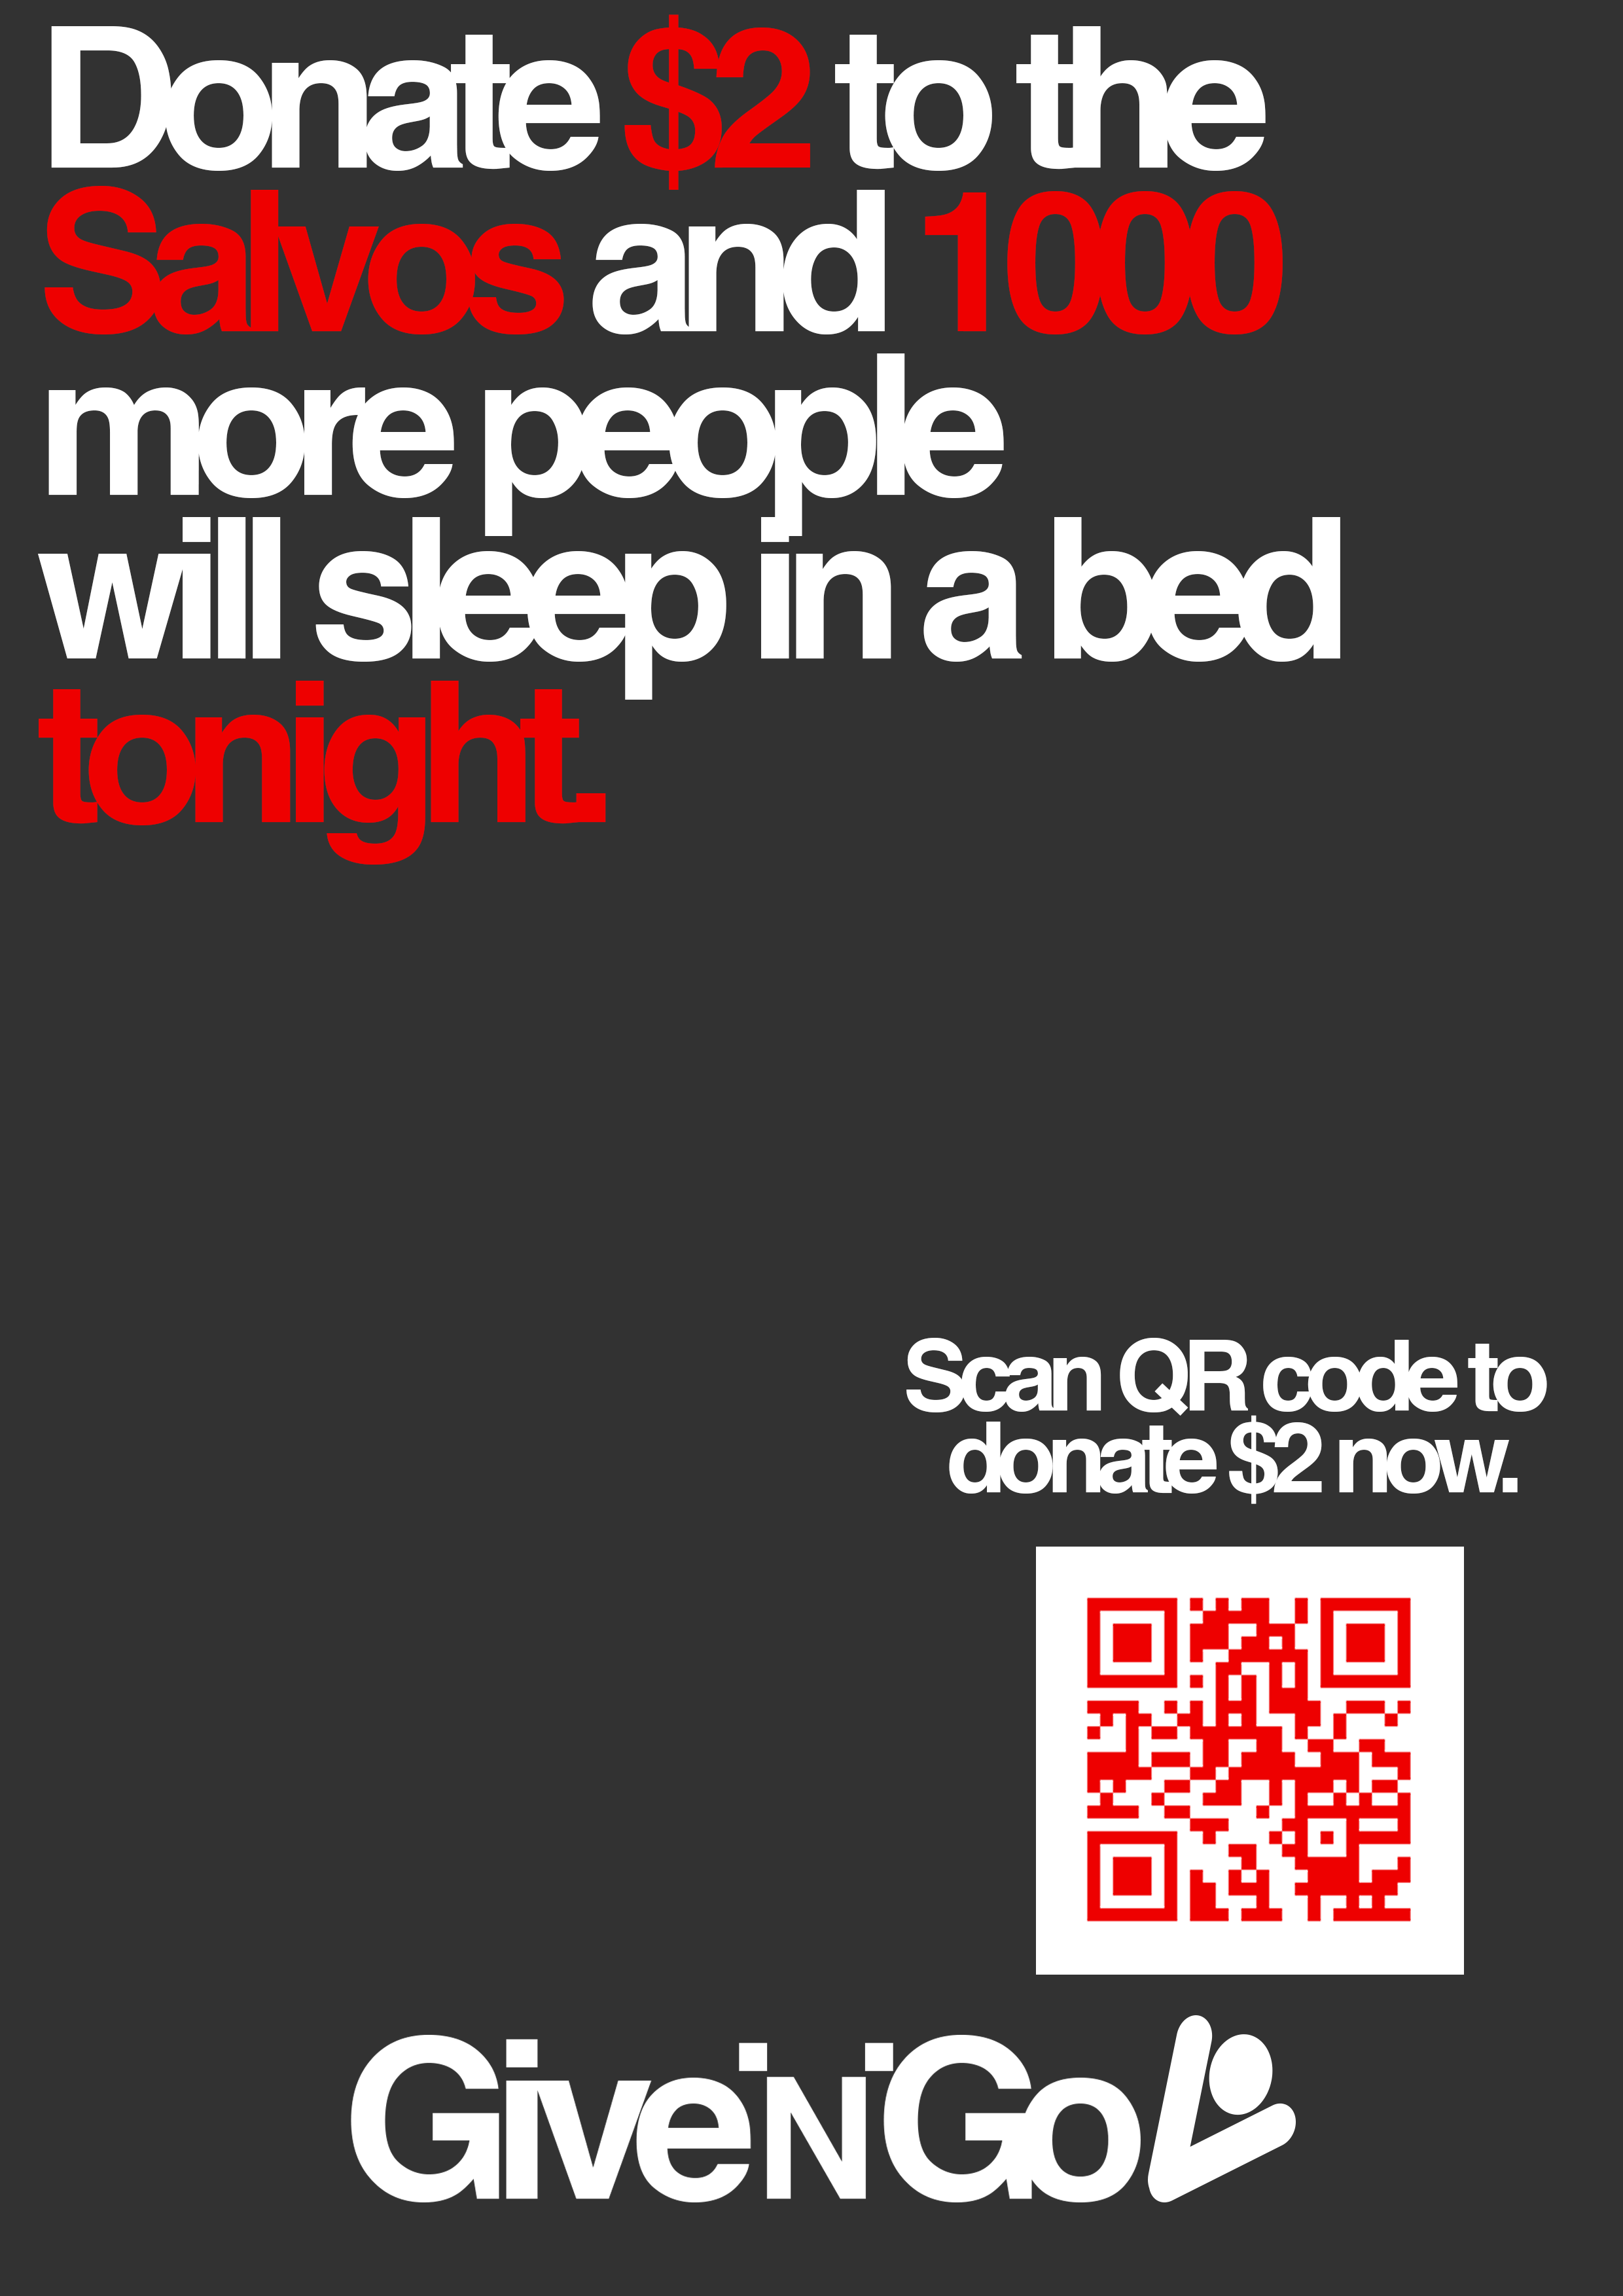 Donate $2 to the
Salvos and 1000
more people
will sleep in a bed
tonight.
Scan QR code to
donate $2 now.
Give'N'Go